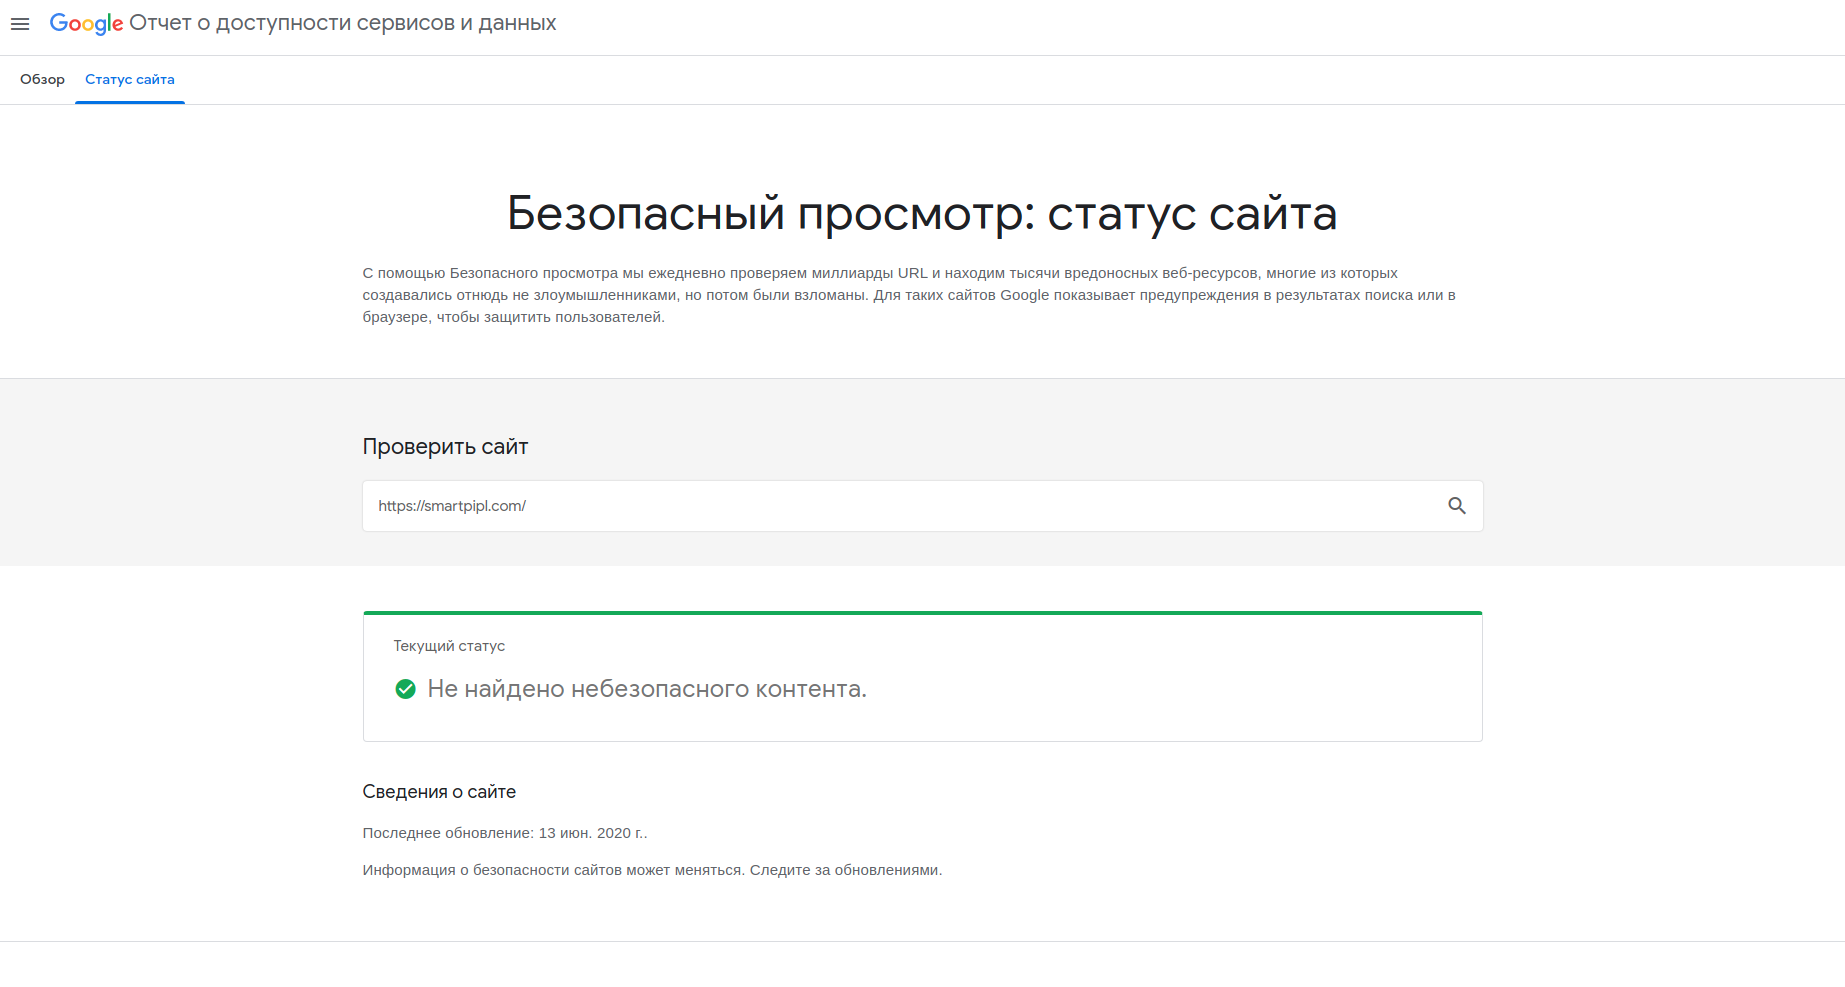 Google Отчет о доступности сервисов и данных
Обзор Статус сайта
Безопасный просмотр: статус сайта
С помощью Безопасного просмотра мы ежедневно проверяем миллиарды URL и находим тысячи вредоносных веб-ресурсов, многие из которых
создавались отнюдь не злоумышленниками, но потом были взломаны. Для таких сайтов Google показывает предупреждения в результатах поиска или в
браузере, чтобы защитить пользователей.
Проверить сайт
https://smartpipl.com/
Текущий статус
Не найдено небезопасного контента.
Сведения о сайте
Последнее обновление: 13 июн. 2020 г..
Информация о безопасности сайтов может меняться. Следите за обновлениями.